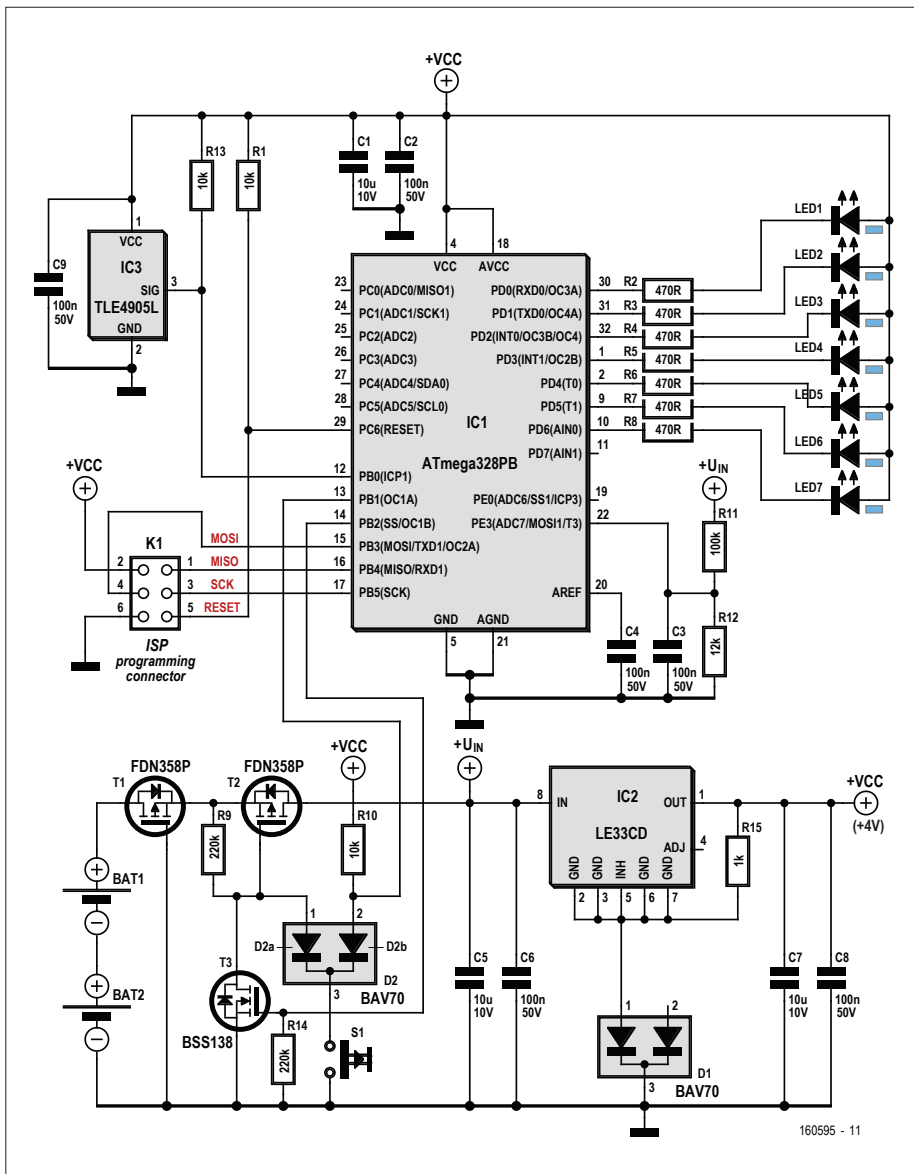 +VCC
R13
10k
R1
10k
C1
10u
10V
C2
100n
50V
1
VCC
IC3
SIG
3
TLE4905L
GND
2
C9
100n
50V
4
18
VCC
AVCC
23
PC0(ADC0/MISO1)
24
PC1(ADC1/SCK1)
25
PC2(ADC2)
26
PC3(ADC3)
27
PC4(ADC4/SDA0)
28
PC5(ADC5/SCL0)
29
PC6(RESET)
12
PB0(ICP1)
13
PB1(OC1A)
14
PB2(SS/OC1B)
15
PB3(MOSI/TXD1/OC2A)
16
PB4(MISO/RXD1)
17
PB5(SCK)
IC1
ATmega328PB
PD0(RXD0/OC3A)
30
PD1(TXD0/OC4A)
31
PD2(INT0/OC3B/OC4)
32
PD3(INT1/OC2B)
1
PD4(T0)
2
PD5(T1)
9
PD6(AIN0)
10
PD7(AIN1)
11
PE0(ADC6/SS1/ICP3)
19
PE3(ADC7/MOSI1/T3)
22
AREF
20
GND
AGND
5
21
R2
470R
R3
470R
R4
470R
R5
470R
R6
470R
R7
470R
R8
470R
LED1
LED2
LED3
LED4
LED5
LED6
LED7
+UIN
R11
100k
R12
12k
C4
100n
50V
C3
100n
50V
+VCC
K1
MOSI
MISO
SCK
RESET
2
1
4
3
6
5
ISP
programming
connector
FDN358P
T1
FDN358P
T2
+VCC
R9
220k
R10
10k
BAT1
BAT2
1
2
D2a
D2b
D2
3
BAV70
T3
BSS138
R14
220k
S1
+UIN
8
IN
IC2
OUT
1
LE33CD
ADJ
4
GND
GND
INH
GND
GND
2
3
5
6
7
R15
1k
+VCC
(+4V)
C5
10u
10V
C6
100n
50V
1
2
D1
3
BAV70
C7
10u
10V
C8
100n
50V
160595 - 11